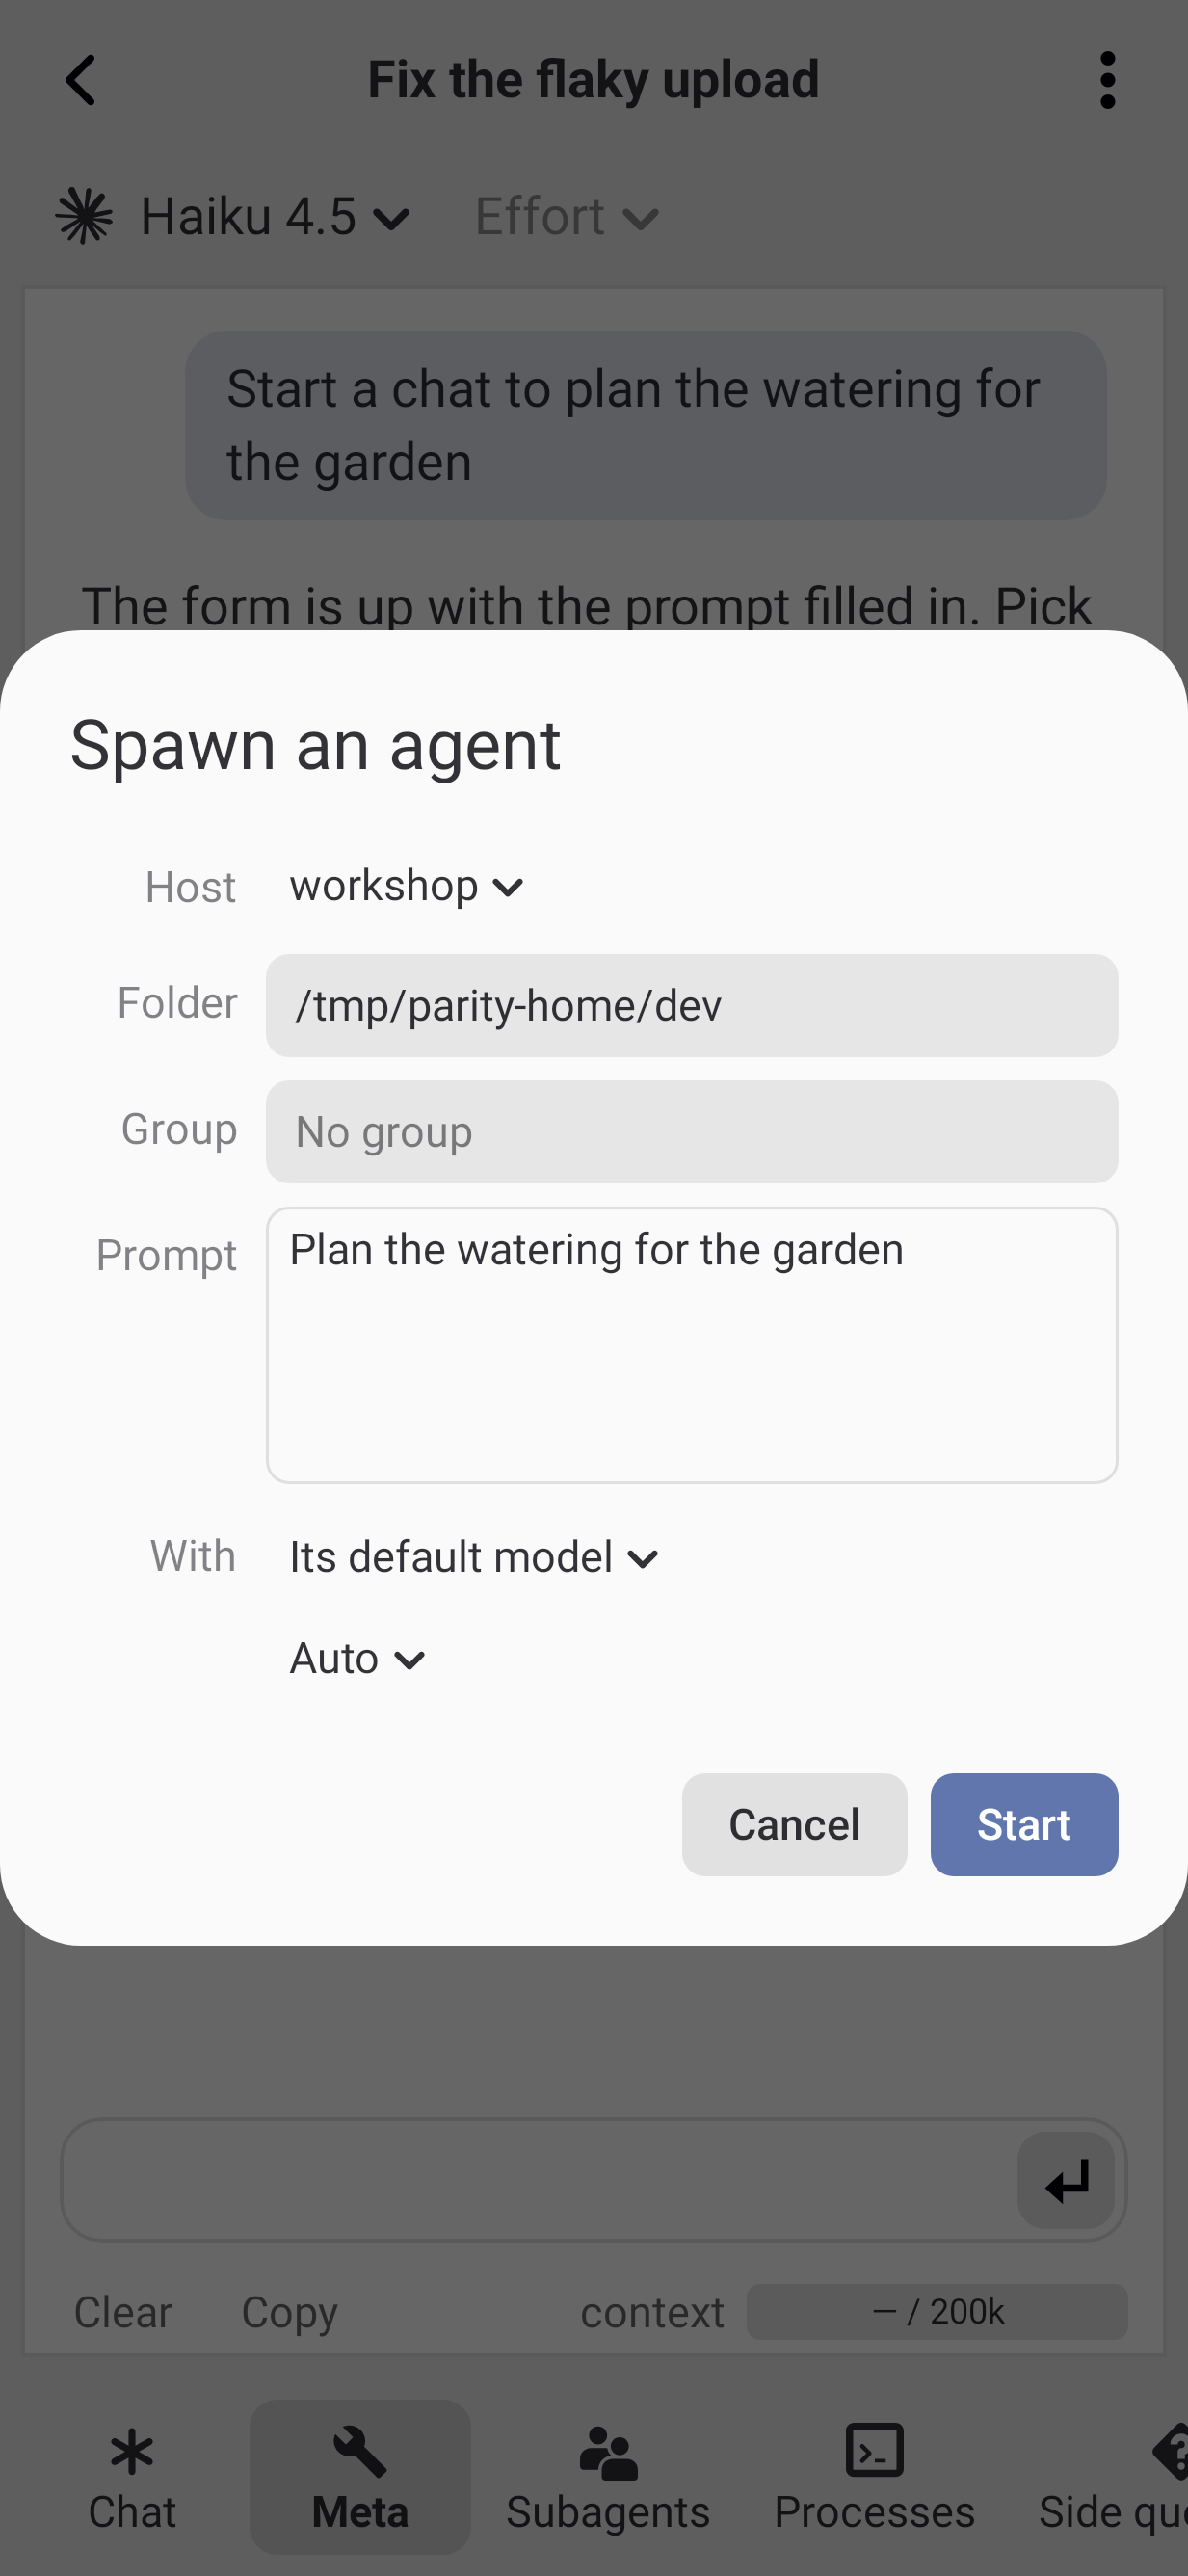 Fix the flaky upload
Haiku 4.5
Effort
Start a chat to plan the watering for
the garden
The form is up with the prompt filled in. Pick
Spawn an agent
Host
workshop
Folder
/tmp/parity-home/dev
Group
No group
Prompt
Plan the watering for the garden
With
Its default model
Auto
Cancel
Start
Clear
Copy
context
– / 200k
Chat
Meta
Subagents
Processes
Side que